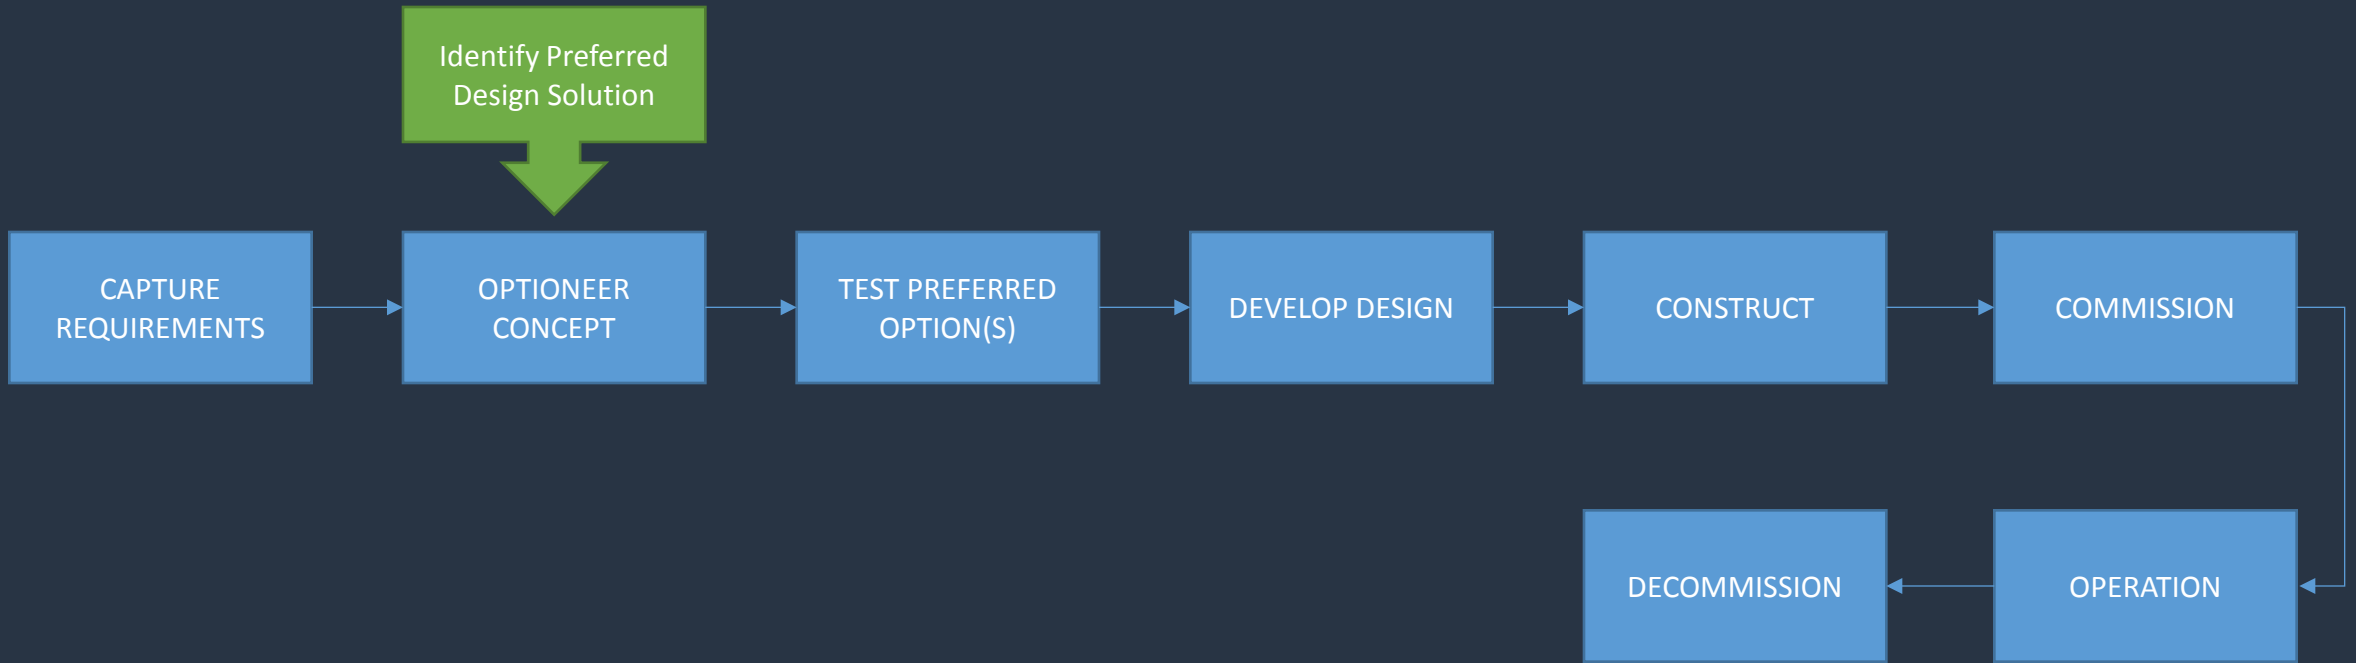 Identify Preferred
Design Solution
CAPTURE
REQUIREMENTS
OPTIONEER
CONCEPT
TEST PREFERRED
OPTION(S)
DEVELOP DESIGN
CONSTRUCT
COMMISSION
DECOMMISSION
OPERATION